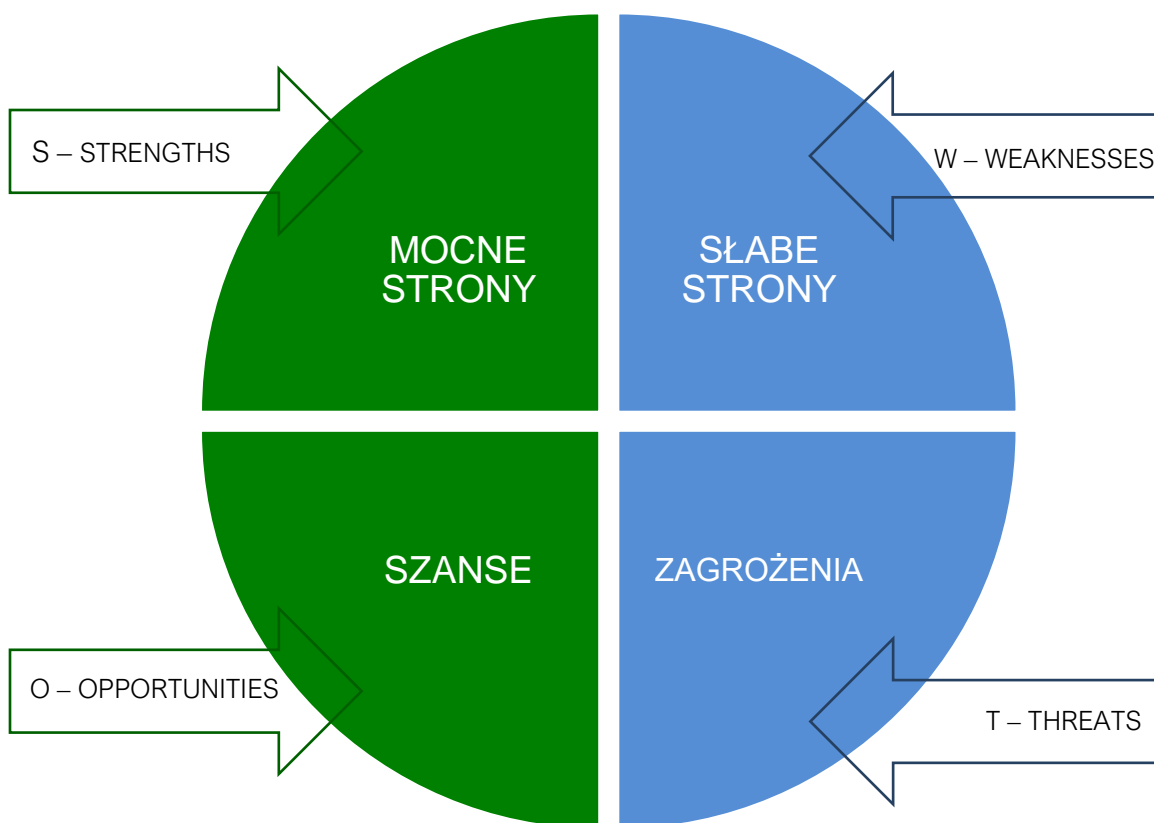 S – STRENGTHS
W – WEAKNESSES
MOCNE
STRONY
SŁABE
STRONY
SZANSE
ZAGROŻENIA
O – OPPORTUNITIES
T – THREATS